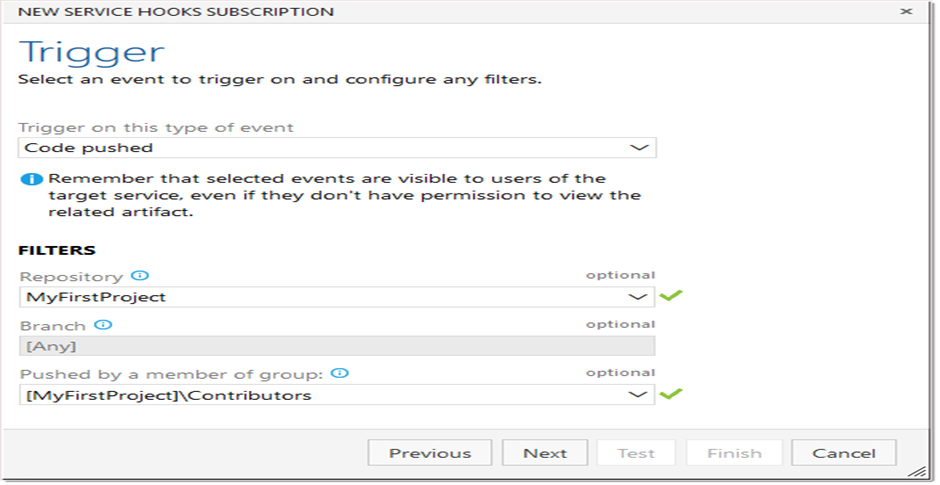 NEW SERVICE HOOKS SUBSCRIPTION
Trigger
Select an event to trigger on and configure any filters.
Trigger on this type of event
Code pushed
Remember that selected events are visible to users of the
target service, even if they don't have permission to view the
related artifact.
FILTERS
Repository optional
MyFirstProject
Branch optional
[Any]
Pushed by a member of group: optional
[MyFirstProject]\Contributors
Previous Next Test Finish Cancel